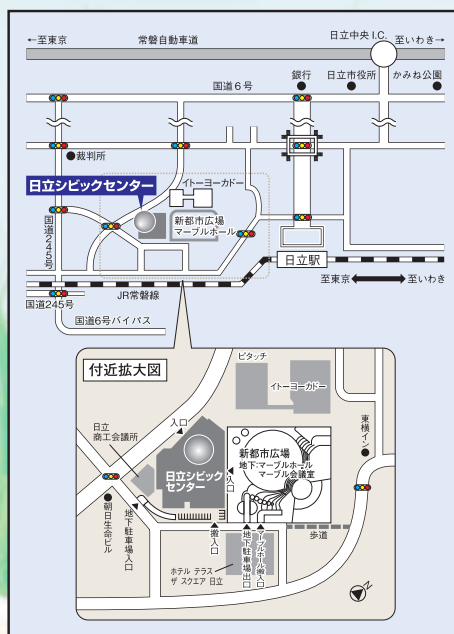 ←至東京
常磐自動車道
日立中央 I.C.
至いわき→
国道6号
銀行
日立市役所
かみね公園
裁判所
イトーヨーカドー
日立シビックセンター
新都市広場
マーブルホール
国道245号
日立駅
至東京
至いわき
JR常磐線
国道245号
国道6号バイパス
付近拡大図
ピタッチ
イトーヨーカドー
入口
日立
商工会議所
新都市広場
地下:マーブルホール
マーブル会議室
東横イン
日立シビック
センター
入口
朝日生命ビル
地下駐車場入口
搬入口
地下駐車場出口
マーブルホール搬入口
歩道
ホテル テラス
ザ スクエア 日立
N